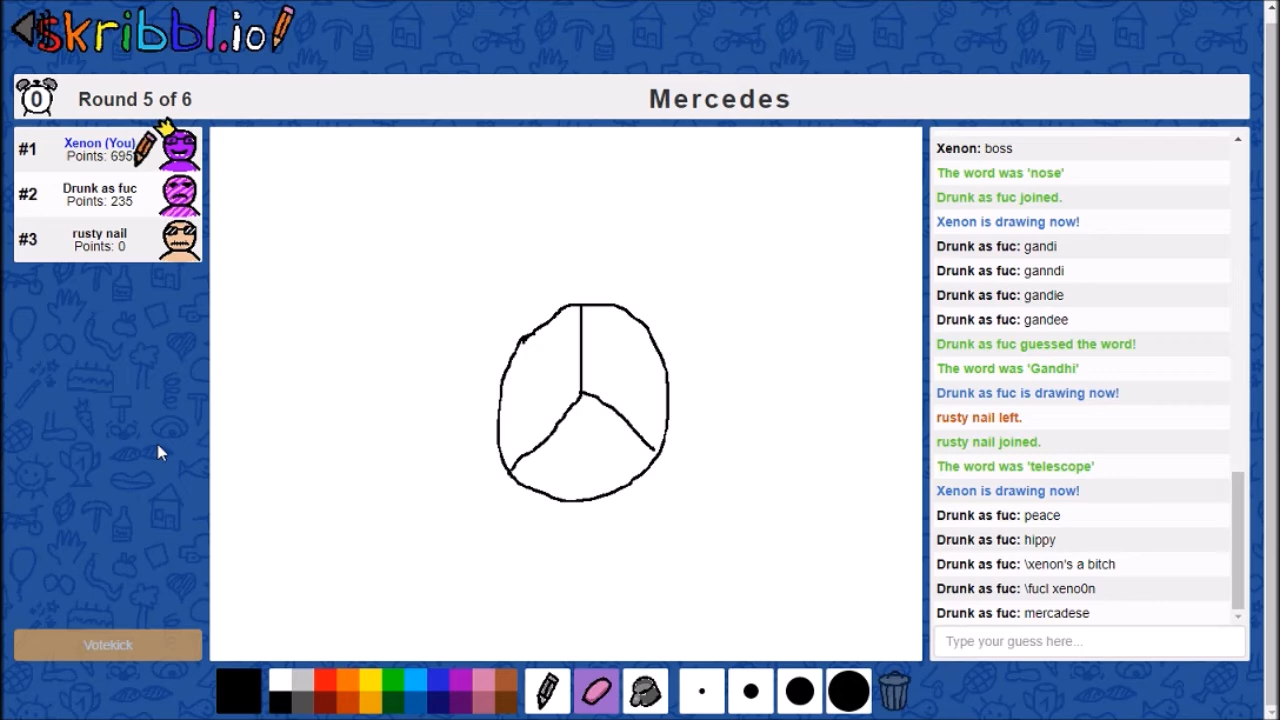 skribbl.io
0
Round 5 of 6
Mercedes
#1
Xenon (You)
Points: 695
#2
Drunk as fuc
Points: 235
#3
rusty nail
Points: 0
Votekick
Xenon: boss
The word was 'nose'
Drunk as fuc joined.
Xenon is drawing now!
Drunk as fuc: gandi
Drunk as fuc: ganndi
Drunk as fuc: gandie
Drunk as fuc: gandee
Drunk as fuc guessed the word!
The word was 'Gandhi'
Drunk as fuc is drawing now!
rusty nail left.
rusty nail joined.
The word was 'telescope'
Xenon is drawing now!
Drunk as fuc: peace
Drunk as fuc: hippy
Drunk as fuc: \xenon's a bitch
Drunk as fuc: \fucl xeno0n
Drunk as fuc: mercadese
Type your guess here...